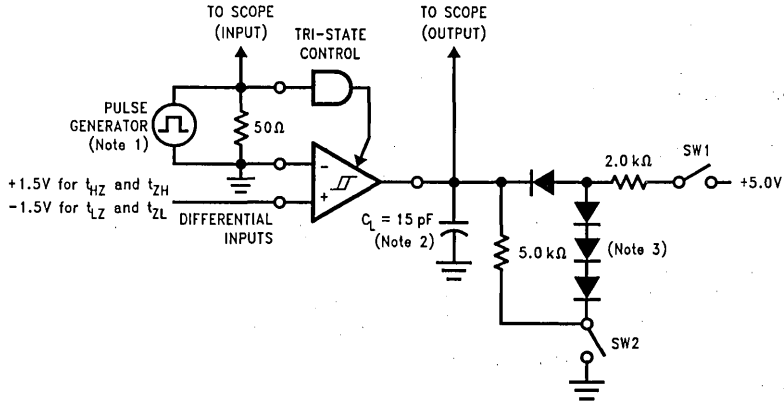 TO SCOPE
(INPUT)
TO SCOPE
(OUTPUT)
TRI-STATE
CONTROL
PULSE
GENERATOR
(Note 1)
50Ω
+1.5V for tHZ and tZH
-1.5V for tLZ and tZL
DIFFERENTIAL
INPUTS
-
+
CL = 15 pF
(Note 2)
5.0 kΩ
2.0 kΩ
SW1
+5.0V
(Note 3)
SW2